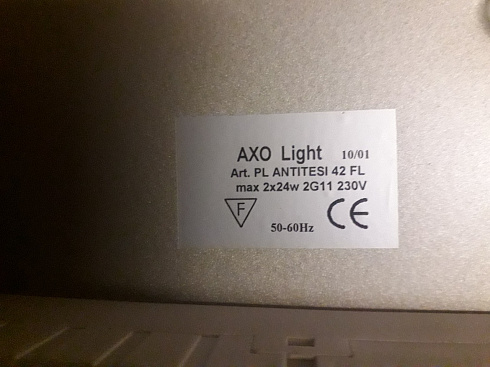 AXO Light 10/01
Art. PL ANTITESI 42 FL
max 2x24w 2G11 230V
F
50-60Hz
CE